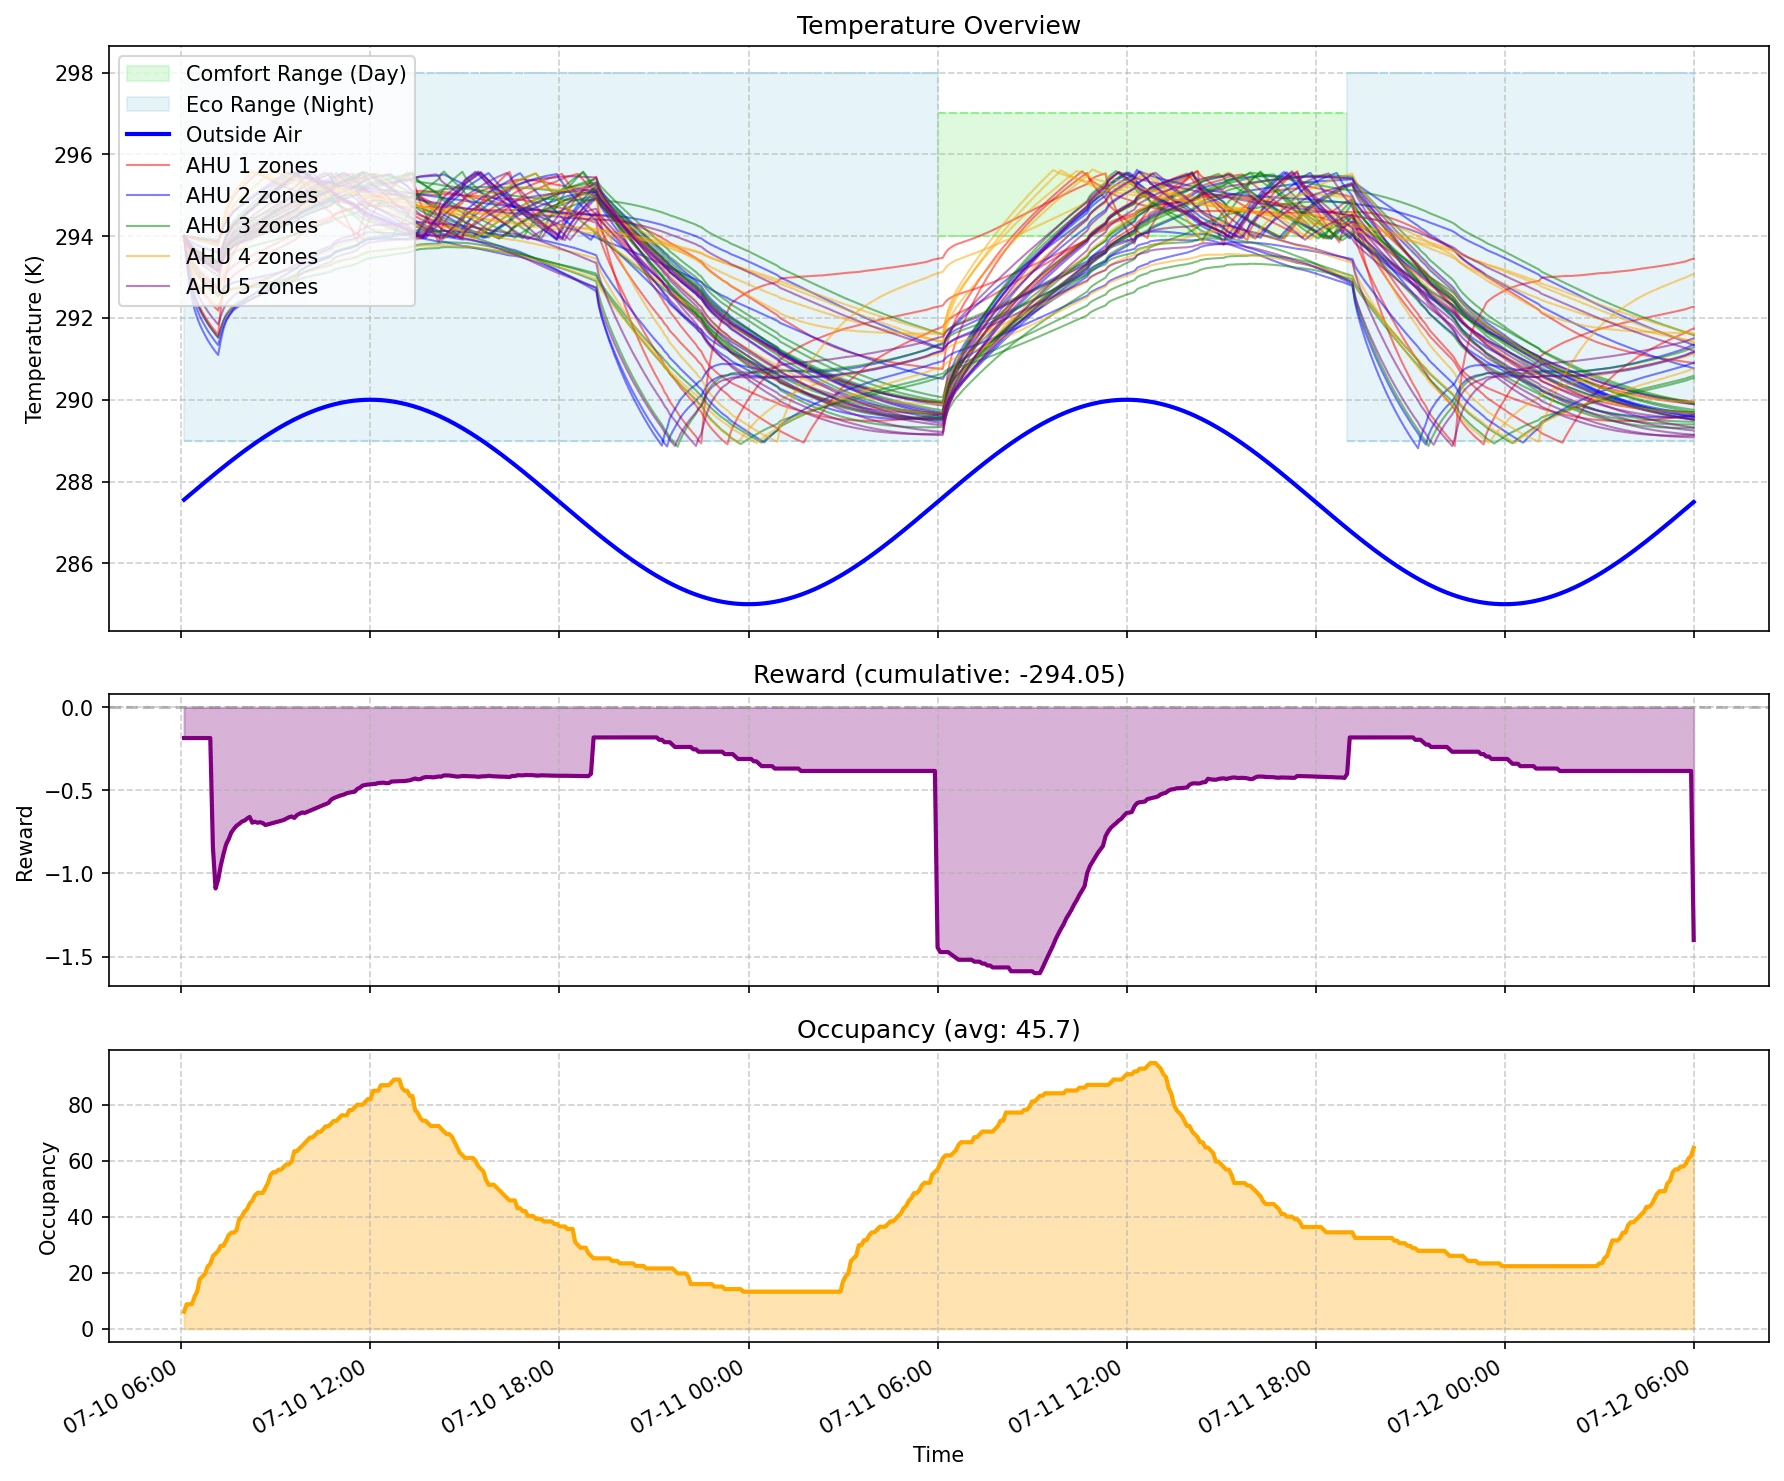 Temperature Overview
298
296
294
292
290
288
286
Temperature (K)
Comfort Range (Day)
Eco Range (Night)
Outside Air
AHU 1 zones
AHU 2 zones
AHU 3 zones
AHU 4 zones
AHU 5 zones
Reward (cumulative: -294.05)
0.0
−0.5
−1.0
−1.5
Reward
Occupancy (avg: 45.7)
80
60
40
20
0
Occupancy
07-10 06:00
07-10 12:00
07-10 18:00
07-11 00:00
07-11 06:00
07-11 12:00
07-11 18:00
07-12 00:00
07-12 06:00
Time